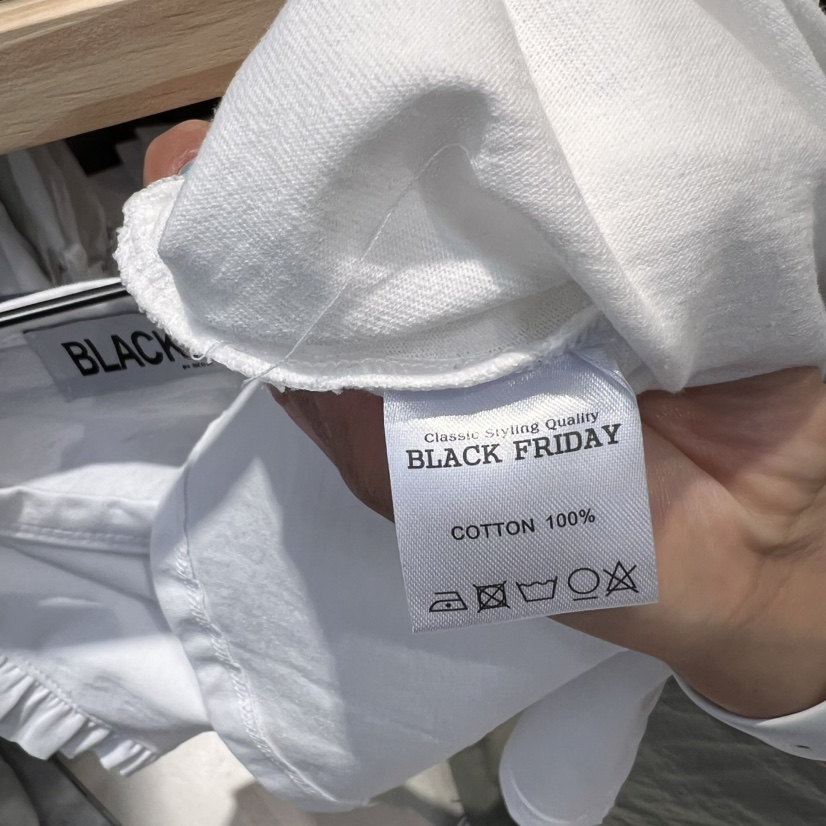 BLACK
Classic Styling Quality
BLACK FRIDAY
COTTON 100%